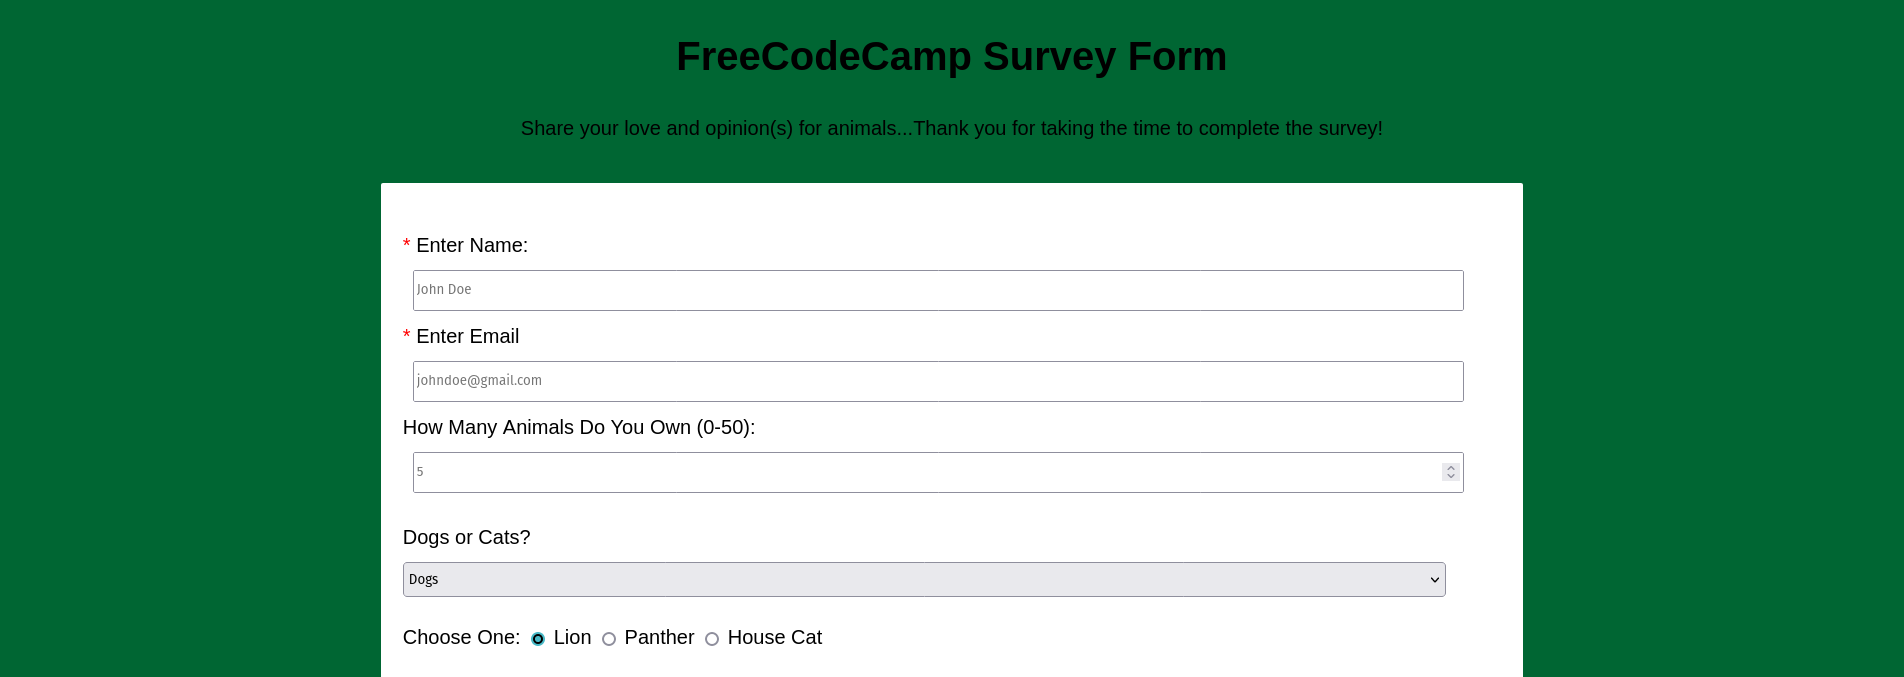 FreeCodeCamp Survey Form
Share your love and opinion(s) for animals...Thank you for taking the time to complete the survey!
* Enter Name:
John Doe
* Enter Email
johndoe@gmail.com
How Many Animals Do You Own (0-50):
5
Dogs or Cats?
Dogs
Choose One: Lion Panther House Cat